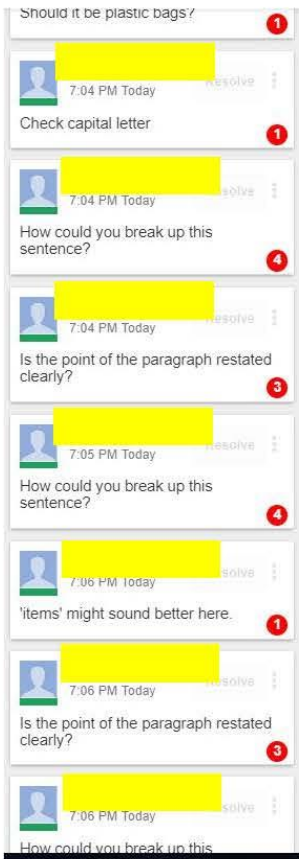 Should it be plastic bags?
1
Resolve
7:04 PM Today
Check capital letter
1
Resolve
7:04 PM Today
How could you break up this
sentence?
4
Resolve
7:04 PM Today
Is the point of the paragraph restated
clearly?
3
Resolve
7:05 PM Today
How could you break up this
sentence?
4
7:06 PM Today
'items' might sound better here.
1
Resolve
7:06 PM Today
Is the point of the paragraph restated
clearly?
3
7:06 PM Today
How could you break up this